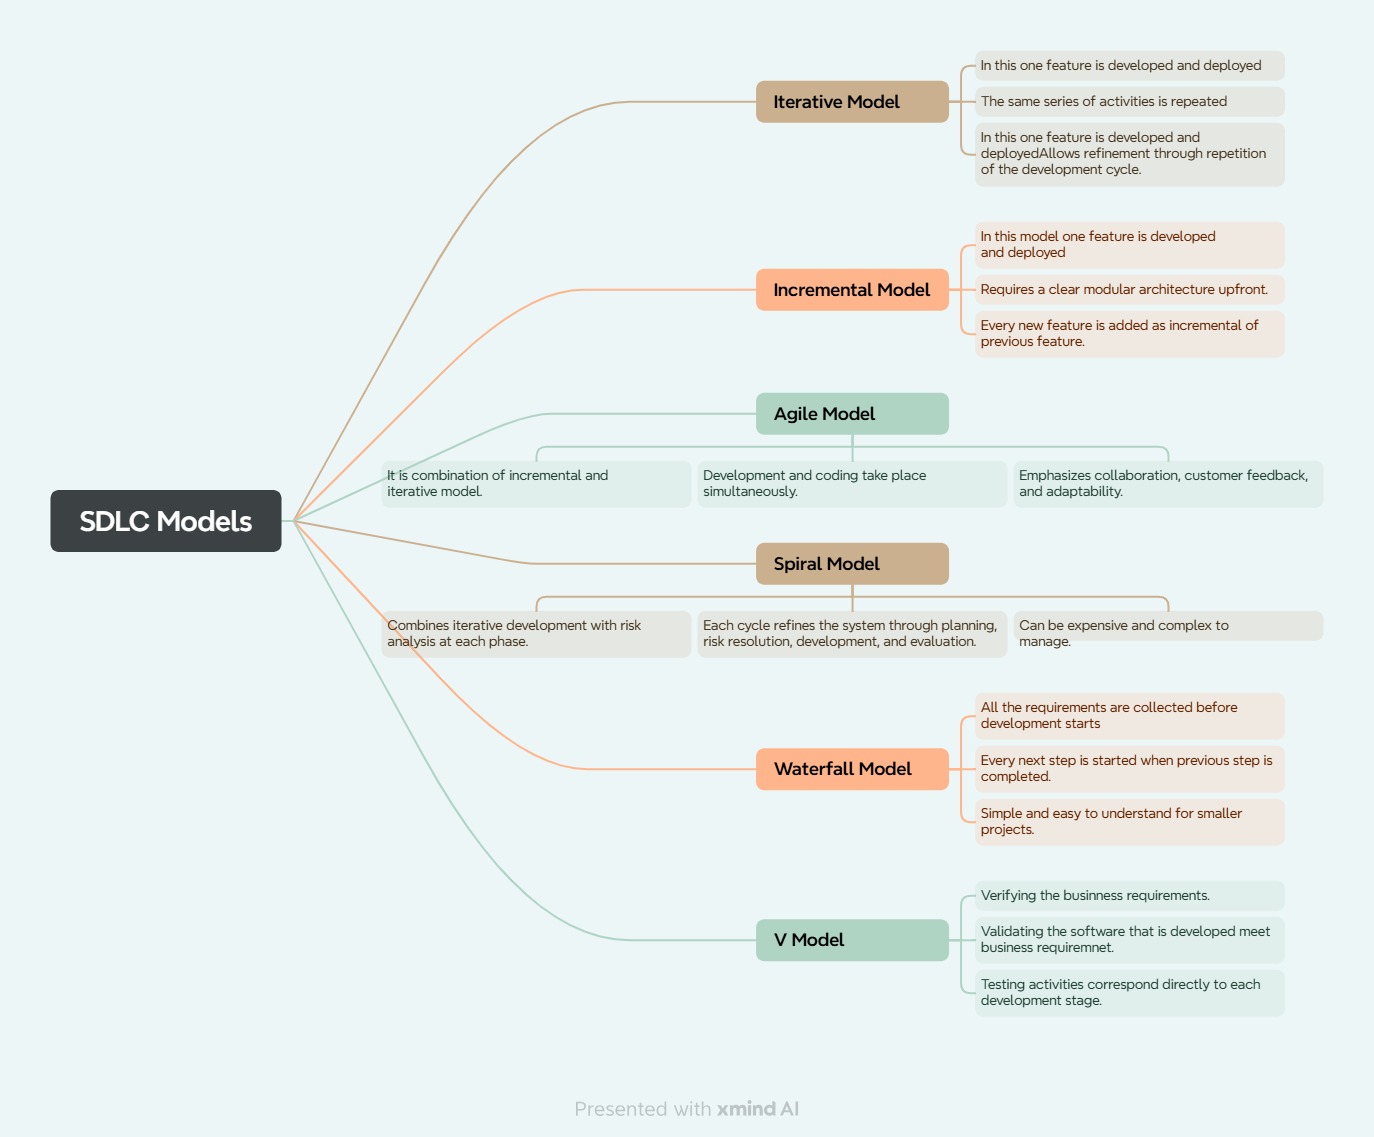 SDLC Models
Iterative Model
In this one feature is developed and deployed
The same series of activities is repeated
In this one feature is developed and
deployedAllows refinement through repetition
of the development cycle.
Incremental Model
In this model one feature is developed
and deployed
Requires a clear modular architecture upfront.
Every new feature is added as incremental of
previous feature.
Agile Model
It is combination of incremental and
iterative model.
Development and coding take place
simultaneously.
Emphasizes collaboration, customer feedback,
and adaptability.
Spiral Model
Combines iterative development with risk
analysis at each phase.
Each cycle refines the system through planning,
risk resolution, development, and evaluation.
Can be expensive and complex to
manage.
Waterfall Model
All the requirements are collected before
development starts
Every next step is started when previous step is
completed.
Simple and easy to understand for smaller
projects.
V Model
Verifying the businness requirements.
Validating the software that is developed meet
business requiremnet.
Testing activities correspond directly to each
development stage.
Presented with xmind AI